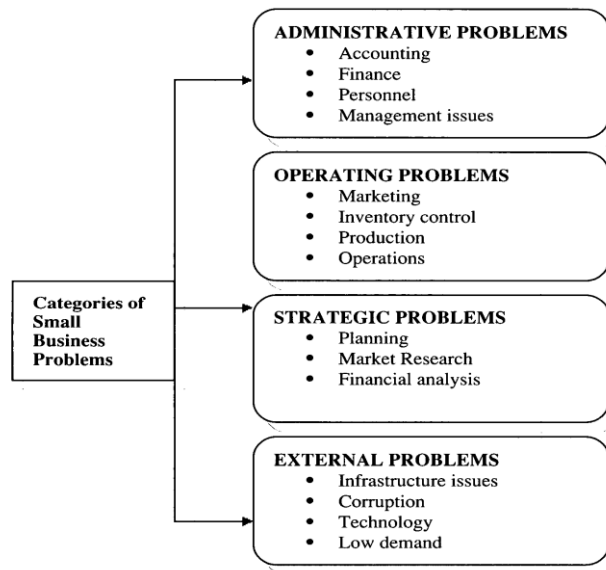 ADMINISTRATIVE PROBLEMS
• Accounting
• Finance
• Personnel
• Management issues
OPERATING PROBLEMS
• Marketing
• Inventory control
• Production
• Operations
Categories of
Small
Business
Problems
STRATEGIC PROBLEMS
• Planning
• Market Research
• Financial analysis
EXTERNAL PROBLEMS
• Infrastructure issues
• Corruption
• Technology
• Low demand